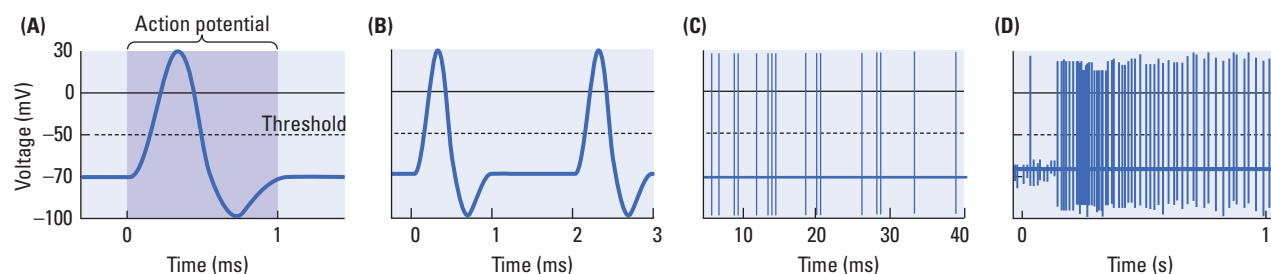 (A)
Action potential
30
0
−50
−70
−100
Voltage (mV)
Threshold
0 1
Time (ms)
(B)
0 1 2 3
Time (ms)
(C)
10 20 30 40
Time (ms)
(D)
0 1
Time (s)